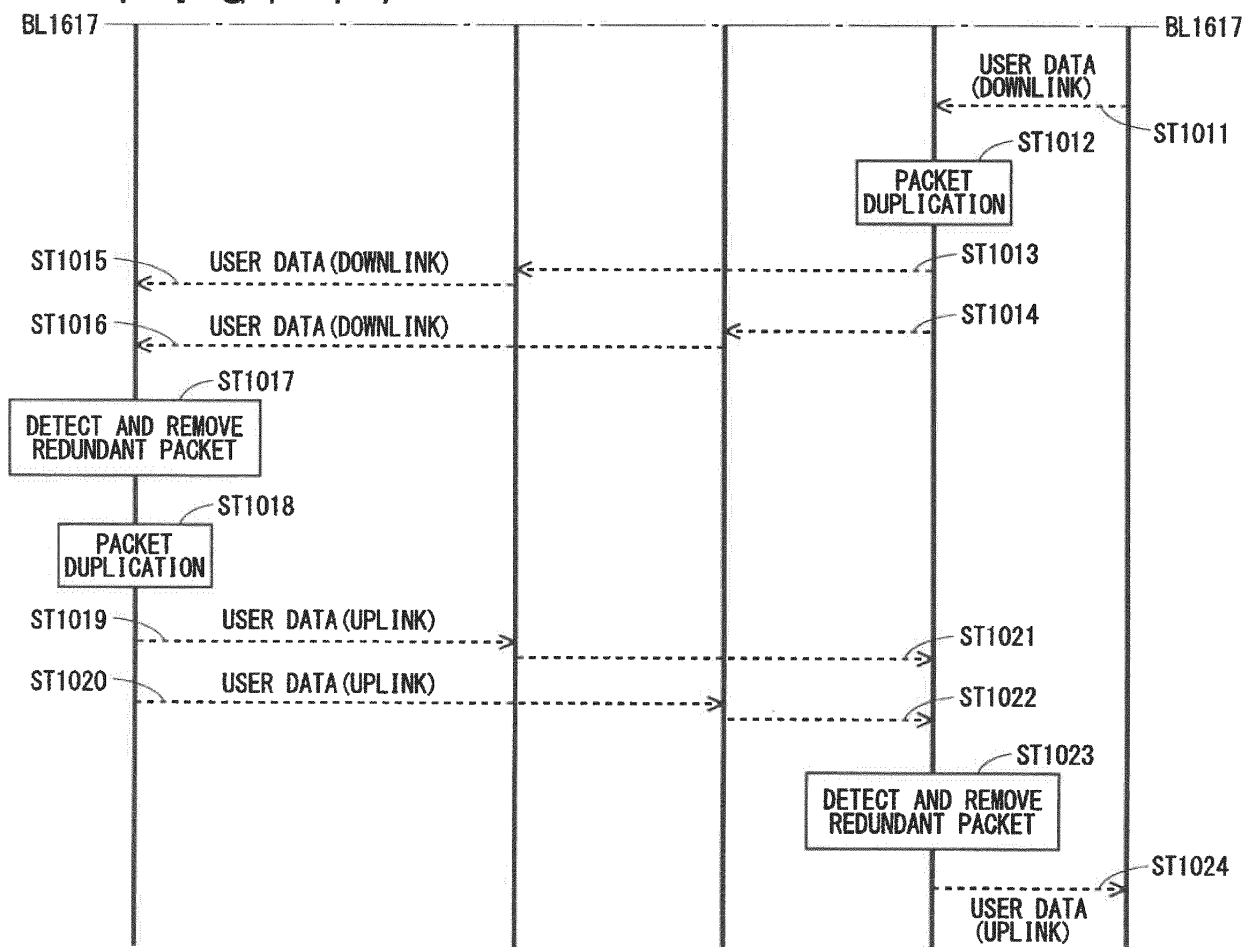 BL1617
BL1617
USER DATA
(DOWNLINK)
ST1011
ST1012
PACKET
DUPLICATION
ST1013
ST1015
USER DATA(DOWNLINK)
ST1014
ST1016
USER DATA(DOWNLINK)
ST1017
DETECT AND REMOVE
REDUNDANT PACKET
ST1018
PACKET
DUPLICATION
ST1019
USER DATA(UPLINK)
ST1021
ST1020
USER DATA(UPLINK)
ST1022
ST1023
DETECT AND REMOVE
REDUNDANT PACKET
ST1024
USER DATA
(UPLINK)